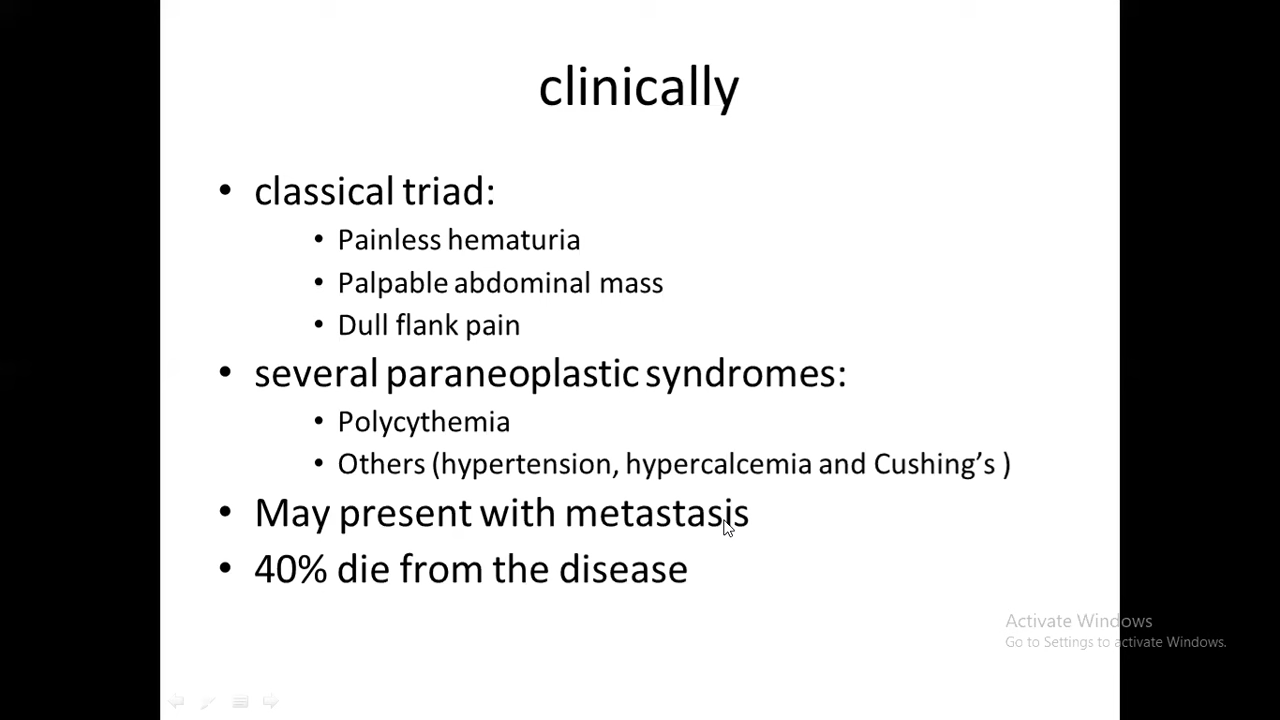 clinically
• classical triad:
• Painless hematuria
• Palpable abdominal mass
• Dull flank pain
• several paraneoplastic syndromes:
• Polycythemia
• Others (hypertension, hypercalcemia and Cushing’s )
• May present with metastasis
• 40% die from the disease
Activate Windows
Go to Settings to activate Windows.